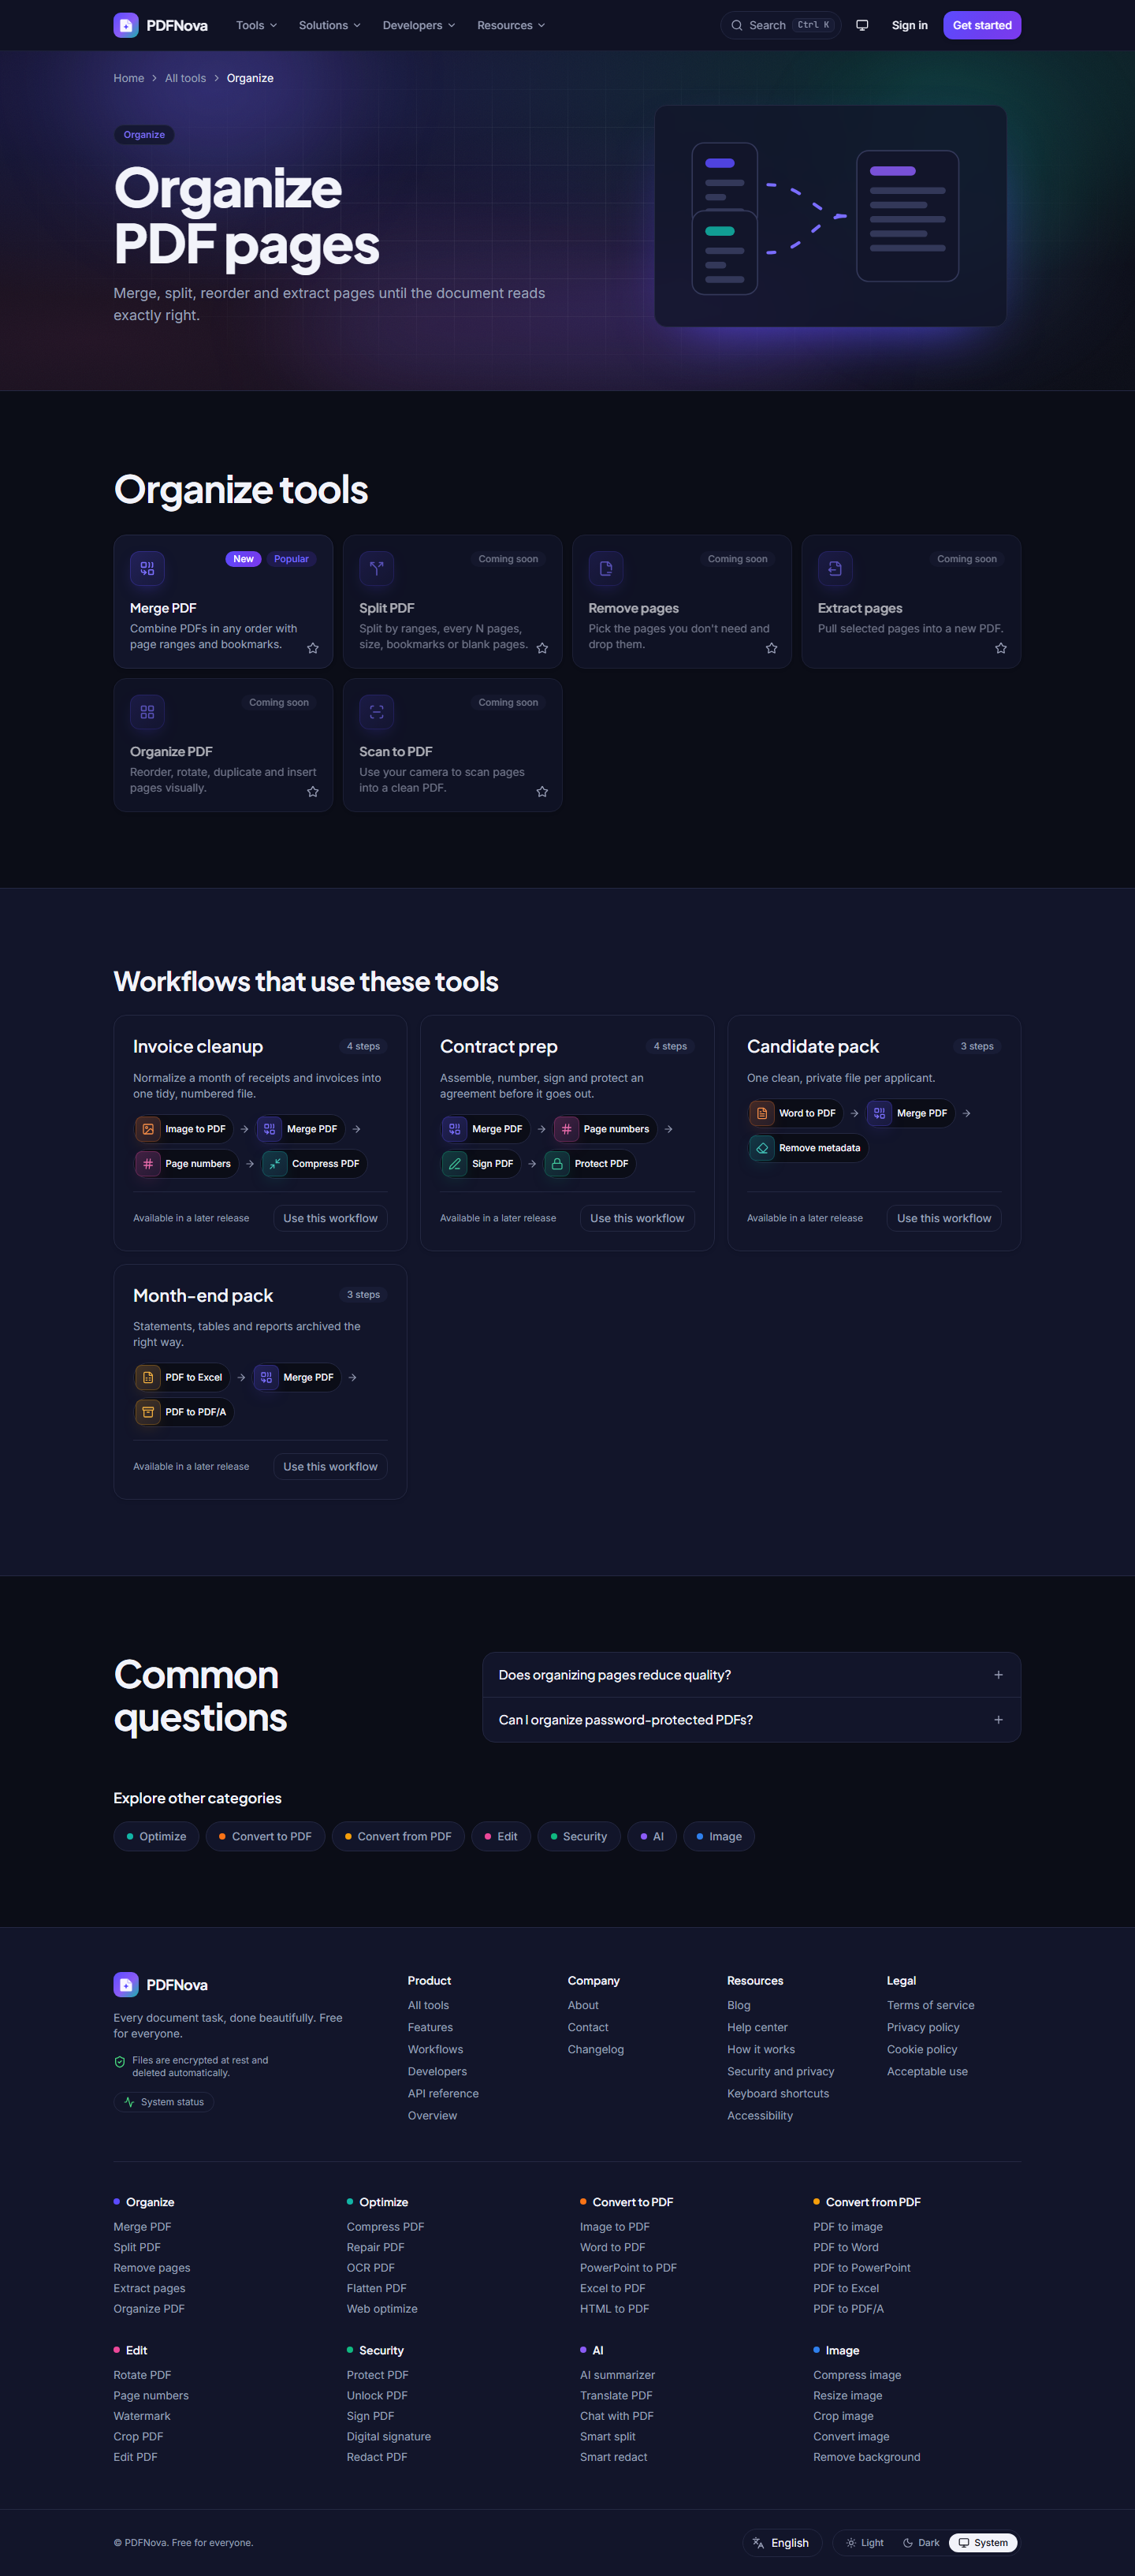 PDFNova
Tools
Solutions
Developers
Resources
Search
Ctrl K
Sign in
Get started
Home
All tools
Organize
Organize
Organize
PDF pages
Merge, split, reorder and extract pages until the document reads
exactly right.
Organize tools
New
Popular
Merge PDF
Combine PDFs in any order with
page ranges and bookmarks.
Coming soon
Split PDF
Split by ranges, every N pages,
size, bookmarks or blank pages.
Coming soon
Remove pages
Pick the pages you don't need and
drop them.
Coming soon
Extract pages
Pull selected pages into a new PDF.
Coming soon
Organize PDF
Reorder, rotate, duplicate and insert
pages visually.
Coming soon
Scan to PDF
Use your camera to scan pages
into a clean PDF.
Workflows that use these tools
Invoice cleanup
4 steps
Normalize a month of receipts and invoices into
one tidy, numbered file.
Image to PDF
Merge PDF
Page numbers
Compress PDF
Available in a later release
Use this workflow
Contract prep
4 steps
Assemble, number, sign and protect an
agreement before it goes out.
Merge PDF
Page numbers
Sign PDF
Protect PDF
Available in a later release
Use this workflow
Candidate pack
3 steps
One clean, private file per applicant.
Word to PDF
Merge PDF
Remove metadata
Available in a later release
Use this workflow
Month-end pack
3 steps
Statements, tables and reports archived the
right way.
PDF to Excel
Merge PDF
PDF to PDF/A
Available in a later release
Use this workflow
Common
questions
Does organizing pages reduce quality?
Can I organize password-protected PDFs?
Explore other categories
Optimize
Convert to PDF
Convert from PDF
Edit
Security
AI
Image
PDFNova
Every document task, done beautifully. Free
for everyone.
Files are encrypted at rest and
deleted automatically.
System status
Product
All tools
Features
Workflows
Developers
API reference
Overview
Company
About
Contact
Changelog
Resources
Blog
Help center
How it works
Security and privacy
Keyboard shortcuts
Accessibility
Legal
Terms of service
Privacy policy
Cookie policy
Acceptable use
Organize
Merge PDF
Split PDF
Remove pages
Extract pages
Organize PDF
Optimize
Compress PDF
Repair PDF
OCR PDF
Flatten PDF
Web optimize
Convert to PDF
Image to PDF
Word to PDF
PowerPoint to PDF
Excel to PDF
HTML to PDF
Convert from PDF
PDF to image
PDF to Word
PDF to PowerPoint
PDF to Excel
PDF to PDF/A
Edit
Rotate PDF
Page numbers
Watermark
Crop PDF
Edit PDF
Security
Protect PDF
Unlock PDF
Sign PDF
Digital signature
Redact PDF
AI
AI summarizer
Translate PDF
Chat with PDF
Smart split
Smart redact
Image
Compress image
Resize image
Crop image
Convert image
Remove background
© PDFNova. Free for everyone.
English
Light
Dark
System